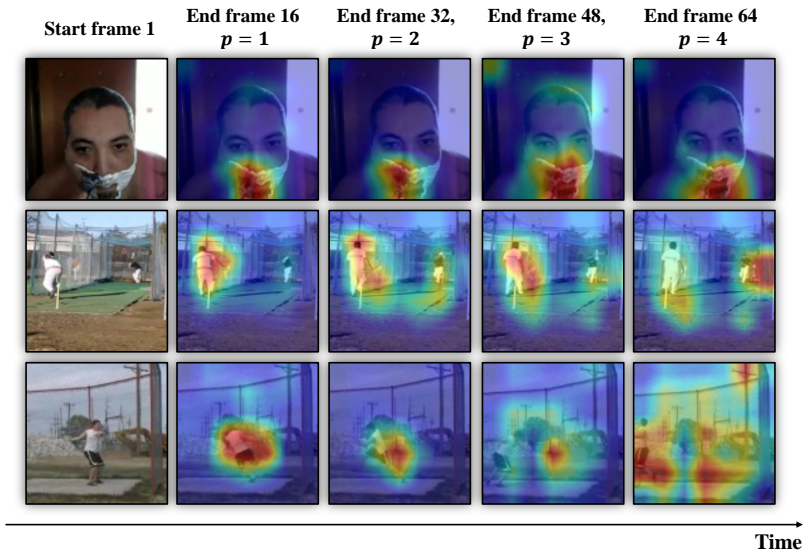 Start frame 1
End frame 16
𝒑 = 𝟏
End frame 32,
𝒑 = 𝟐
End frame 48,
𝒑 = 𝟑
End frame 64
𝒑 = 𝟒
Time